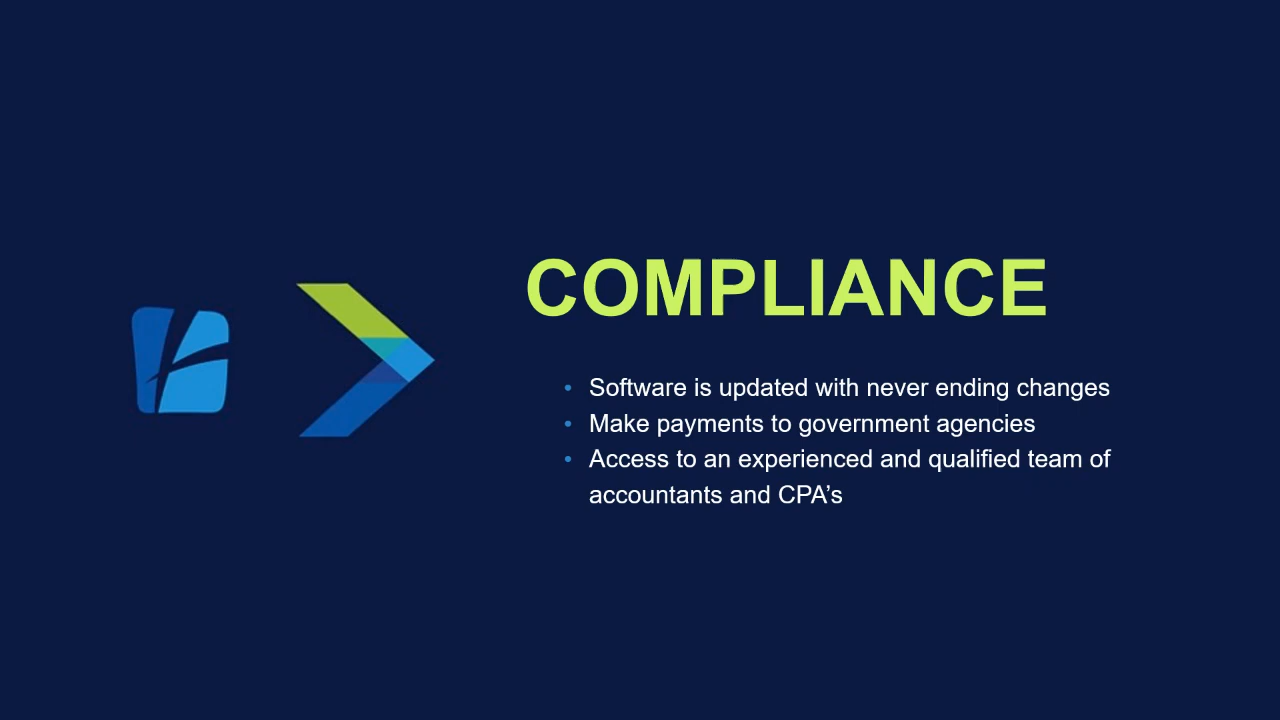 COMPLIANCE
• Software is updated with never ending changes
• Make payments to government agencies
• Access to an experienced and qualified team of
accountants and CPA’s